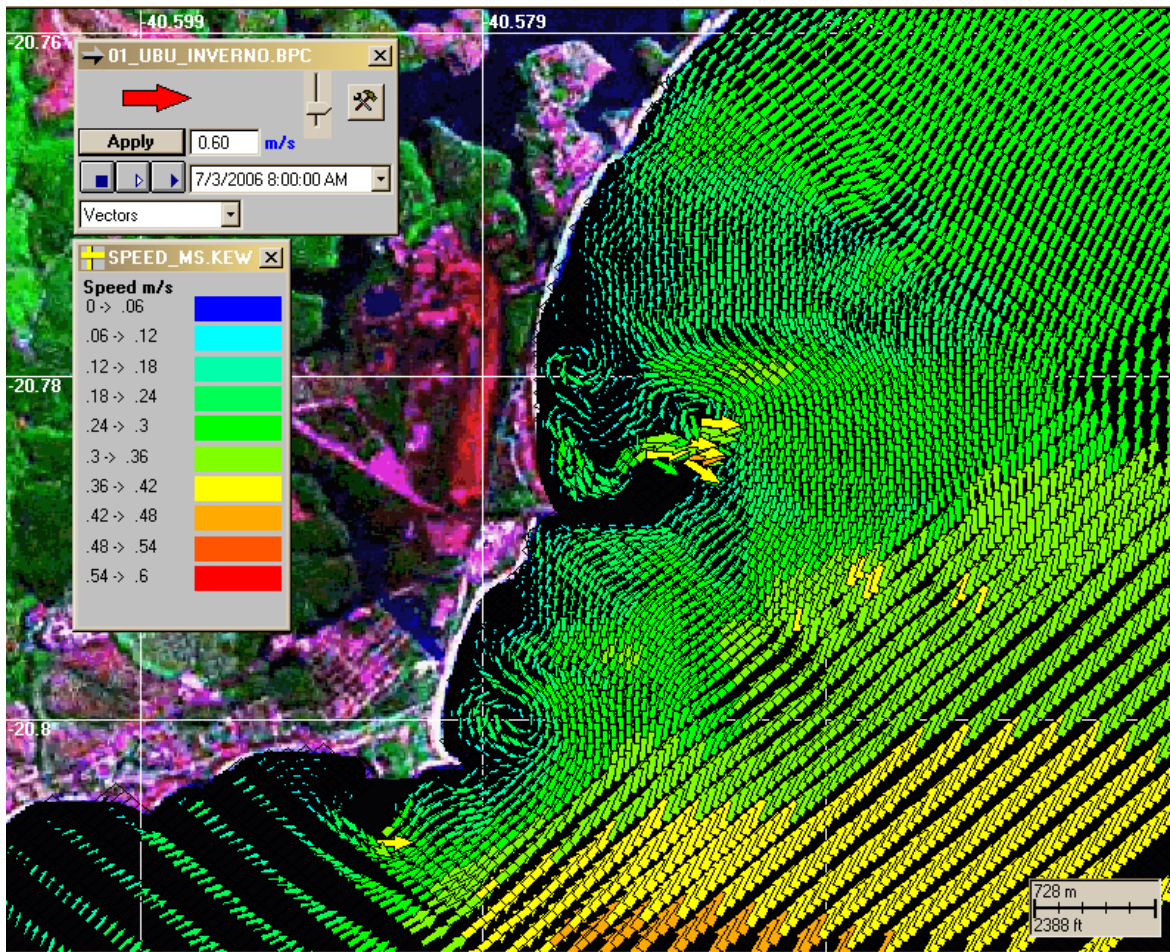 -40.599
-40.579
-20.76
01_UBU_INVERNO.BPC
Apply
0.60
m/s
7/3/2006 8:00:00 AM
Vectors
SPEED_MS.KEW
Speed m/s
0 -> .06
.06 -> .12
.12 -> .18
.18 -> .24
.24 -> .3
.3 -> .36
.36 -> .42
.42 -> .48
.48 -> .54
.54 -> .6
-20.78
-20.8
728 m
2388 ft